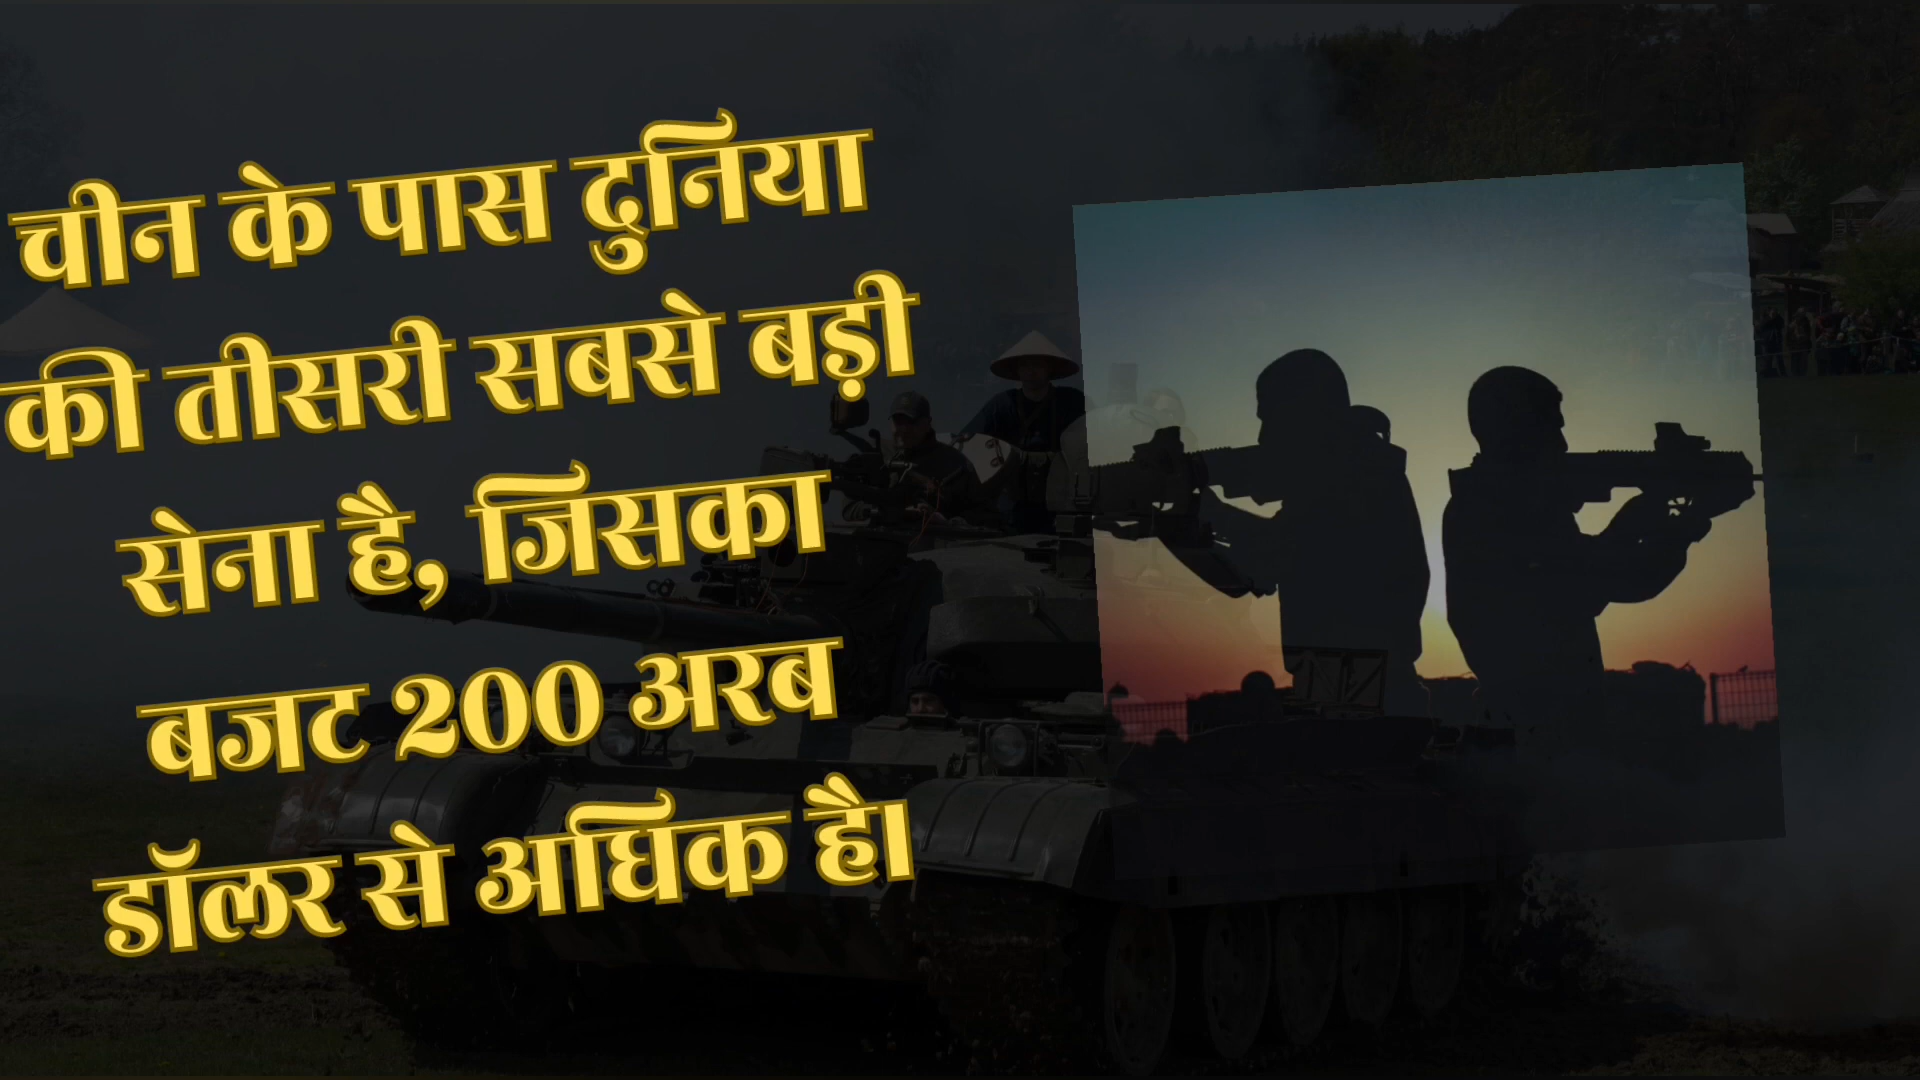 चीन के पास दुनिया
की तीसरी सबसे बड़ी
सेना है, जिसका
बजट 200 अरब
डॉलर से अधिक है।